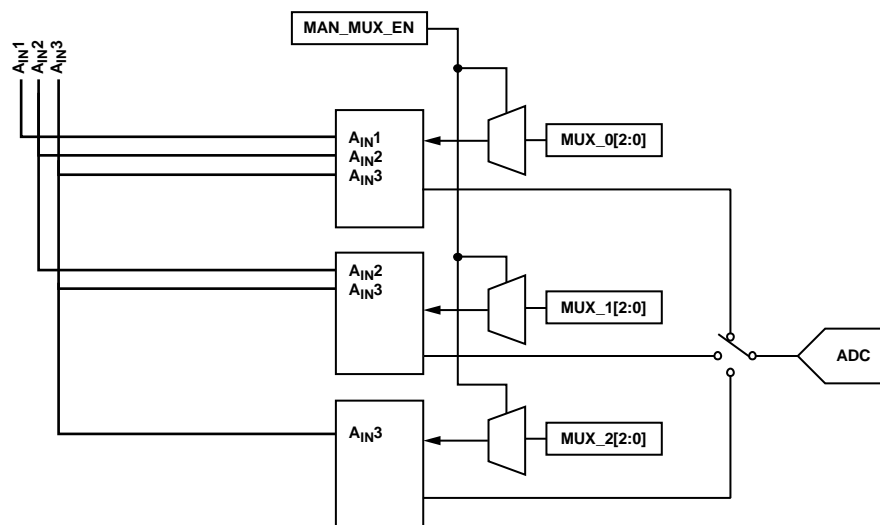 MAN_MUX_EN
AIN1
AIN2
AIN3
AIN1
AIN2
AIN3
MUX_0[2:0]
AIN2
AIN3
MUX_1[2:0]
ADC
AIN3
MUX_2[2:0]